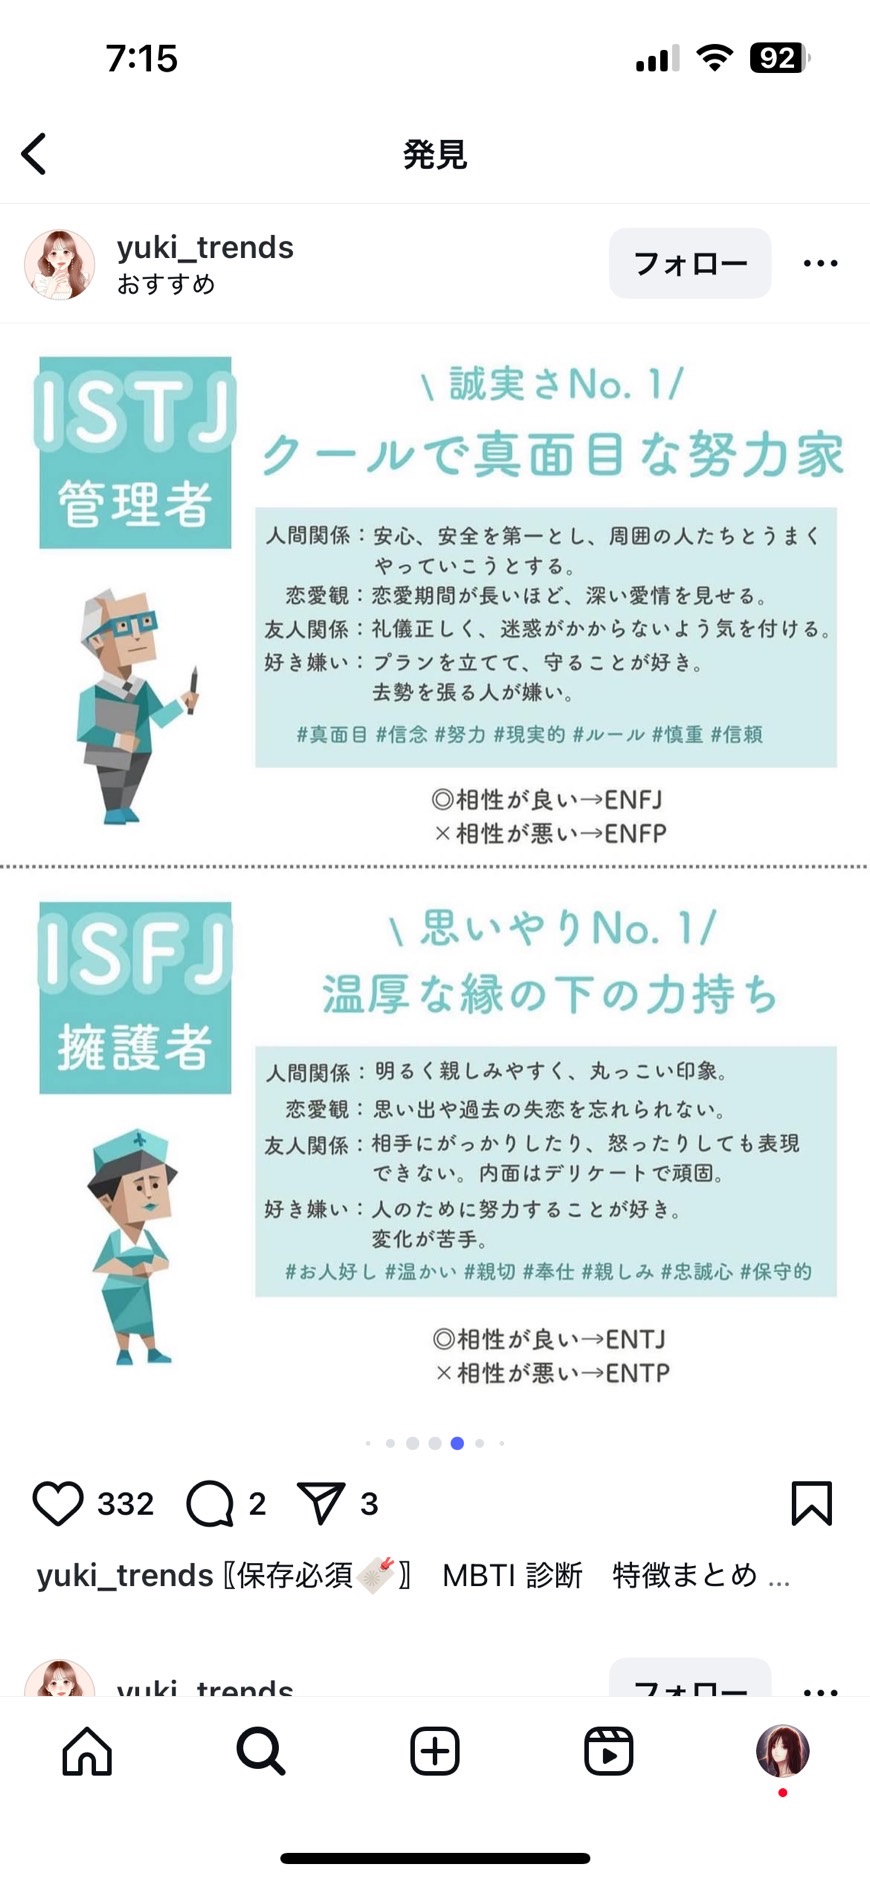 7:15
92
発見
yuki_trends
おすすめ
フォロー
ISTJ
管理者
\ 誠実さNo. 1/
クールで真面目な努力家
人間関係：安心、安全を第一とし、周囲の人たちとうまく
やっていこうとする。
恋愛観：恋愛期間が長いほど、深い愛情を見せる。
友人関係：礼儀正しく、迷惑がかからないよう気を付ける。
好き嫌い：プランを立てて、守ることが好き。
去勢を張る人が嫌い。
#真面目 #信念 #努力 #現実的 #ルール #慎重 #信頼
◎相性が良い→ENFJ
×相性が悪い→ENFP
ISFJ
擁護者
\ 思いやりNo. 1/
温厚な縁の下の力持ち
人間関係：明るく親しみやすく、丸っこい印象。
恋愛観：思い出や過去の失恋を忘れられない。
友人関係：相手にがっかりしたり、怒ったりしても表現
できない。内面はデリケートで頑固。
好き嫌い：人のために努力することが好き。
変化が苦手。
#お人好し #温かい #親切 #奉仕 #親しみ #忠誠心 #保守的
◎相性が良い→ENTJ
×相性が悪い→ENTP
332
2
3
yuki_trends〖保存必須🔖〗 MBTI 診断 特徴まとめ ...
yuki_trends
フォロー